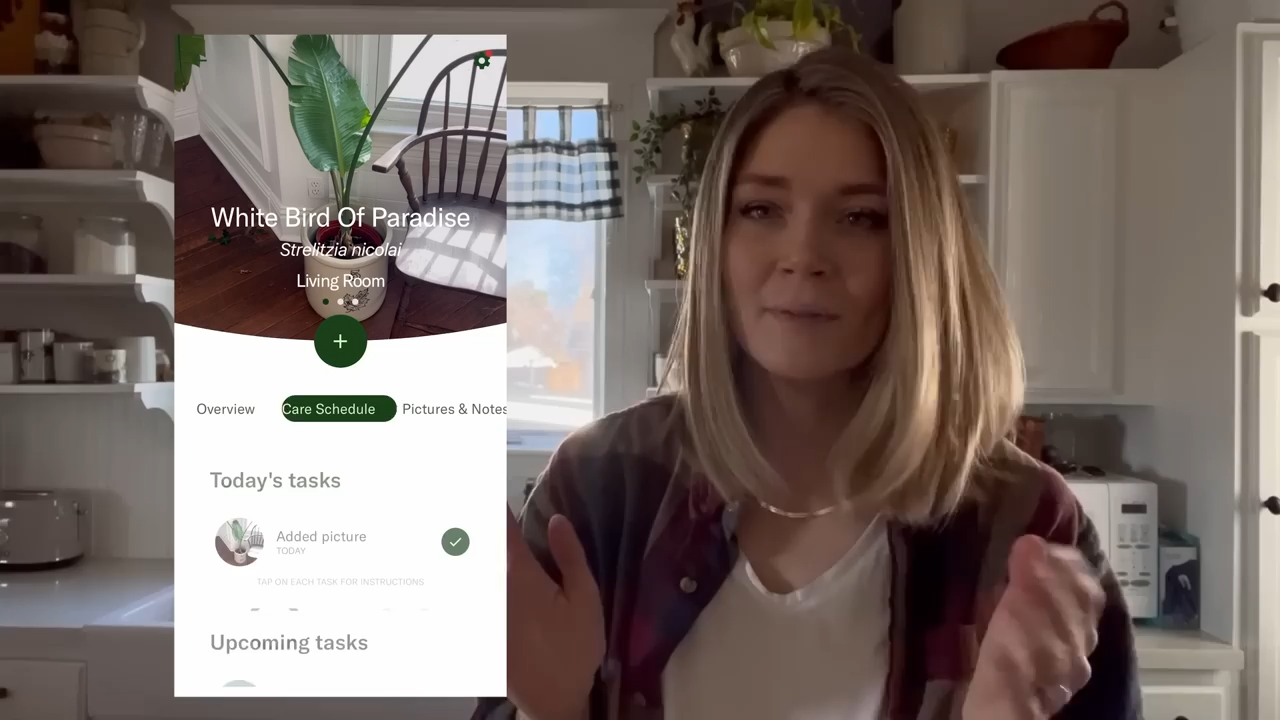 White Bird Of Paradise
Strelitzia nicolai
Living Room
+
Overview
Care Schedule
Pictures & Notes
Today's tasks
Added picture
TODAY
TAP ON EACH TASK FOR INSTRUCTIONS
Upcoming tasks